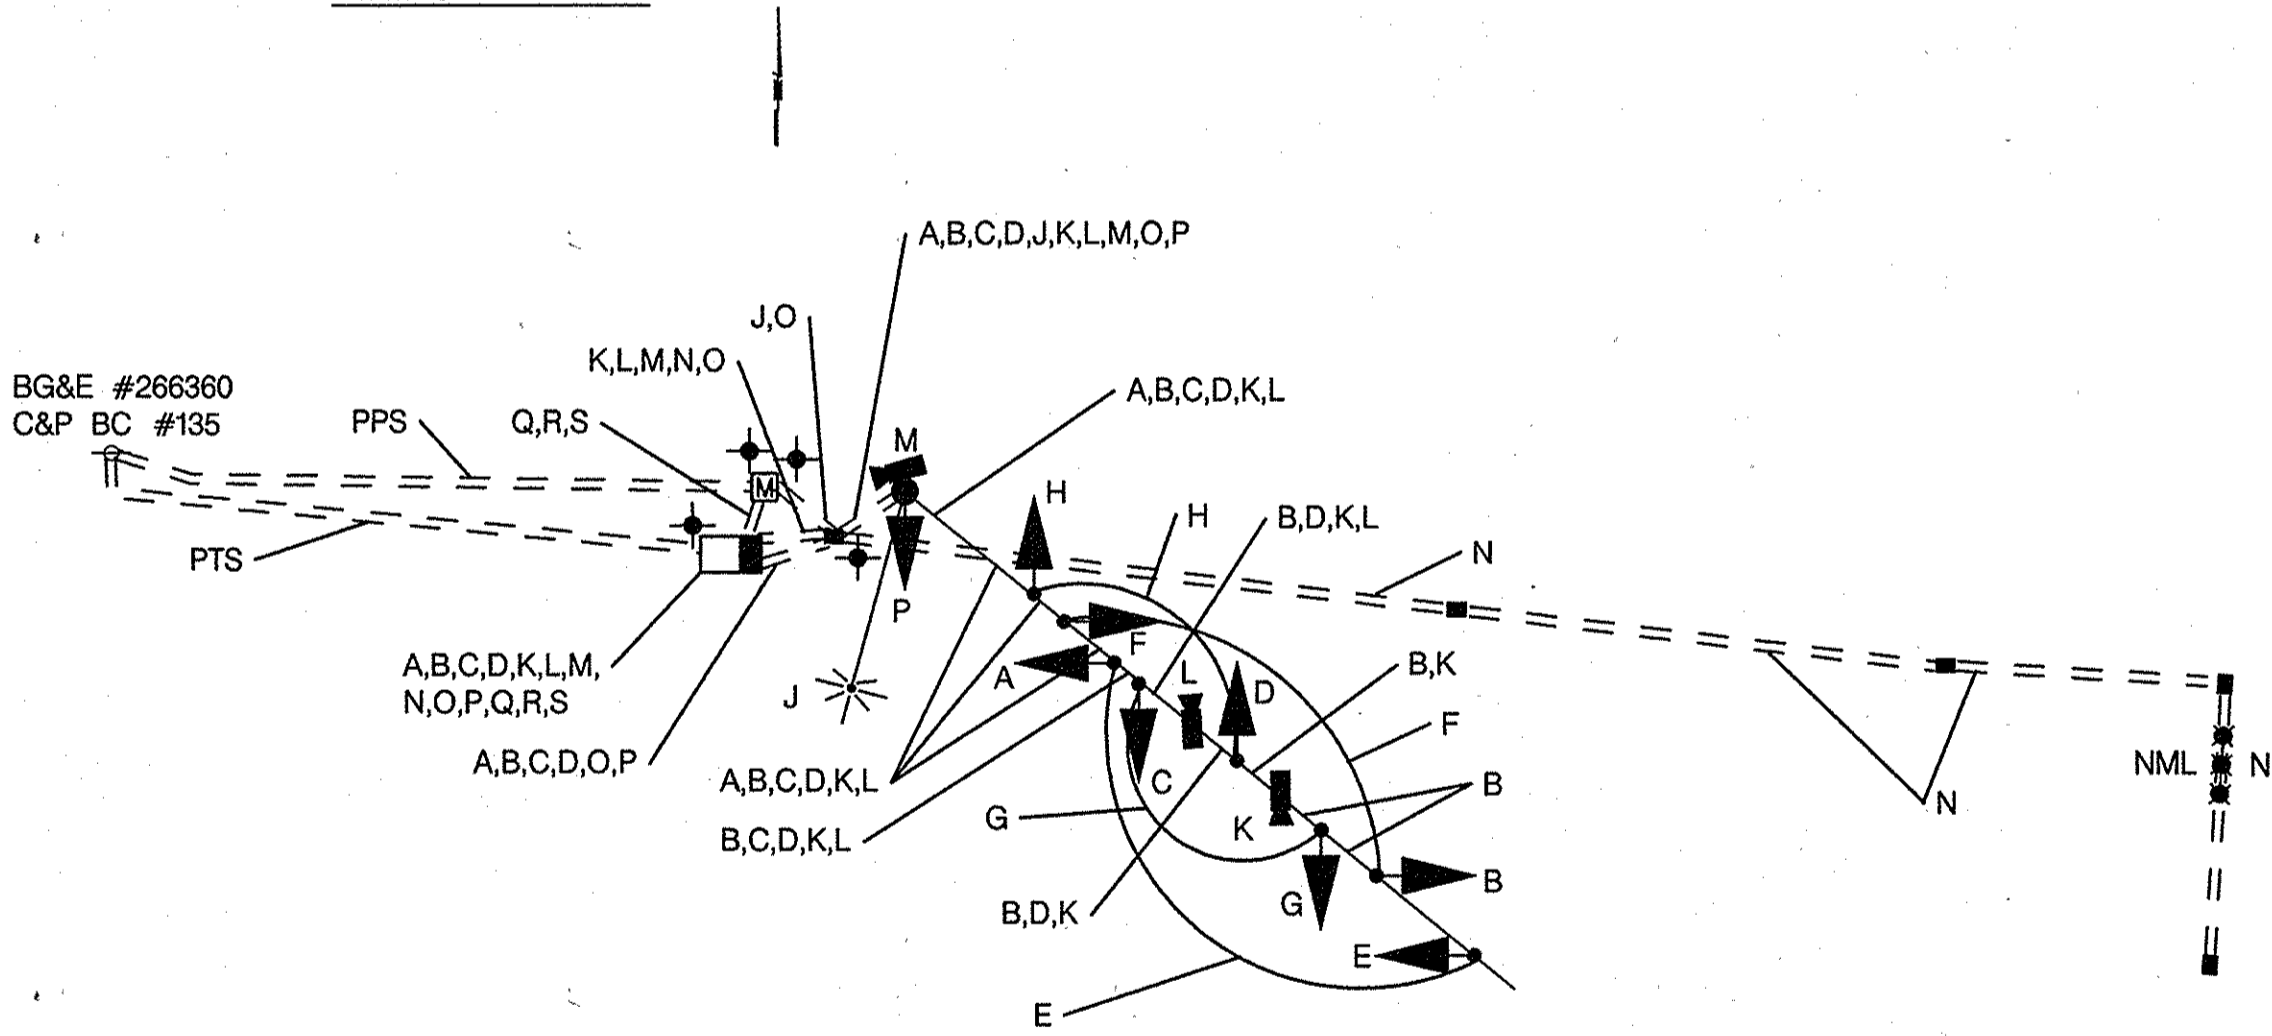 A,B,C,D,J,K,L,M,O,P
J,O
K,L,M,N,O
BG&E #266360
C&P BC #135
PPS
Q,R,S
A,B,C,D,K,L
M
M
H
H
B,D,K,L
N
PTS
P
F
A
J
L
D
B,K
A,B,C,D,K,L,M,
N,O,P,Q,R,S
F
A,B,C,D,O,P
A,B,C,D,K,L
C
B
NML
N
N
G
K
B,C,D,K,L
B
B,D,K
G
E
E